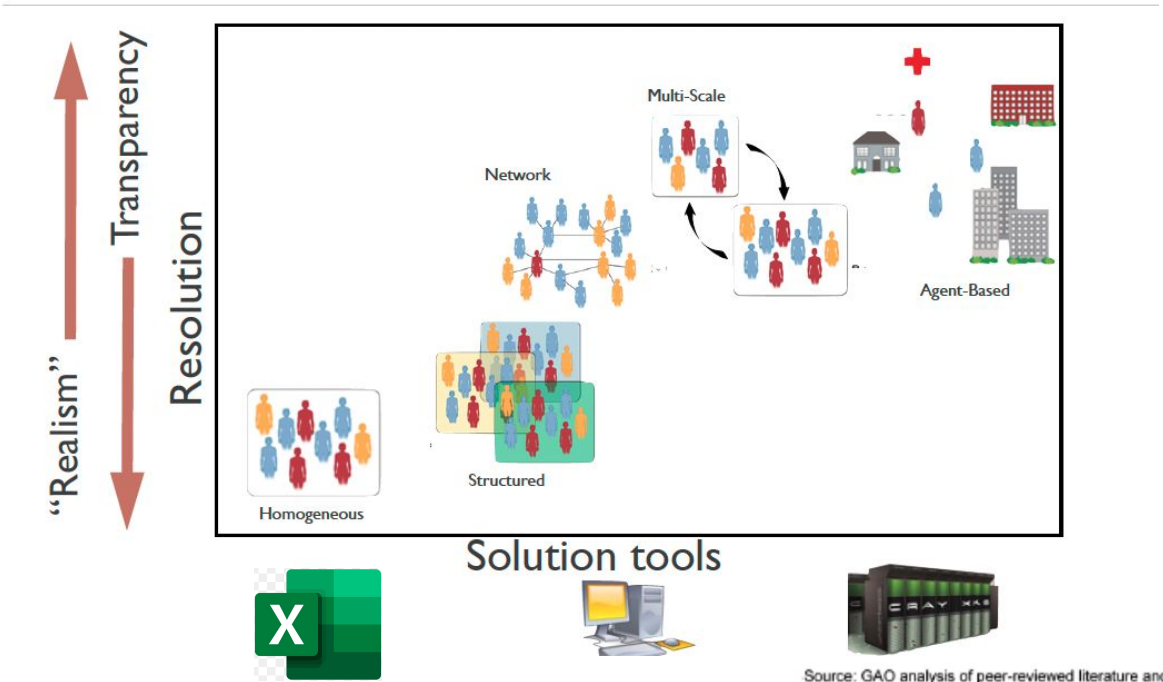 "Realism"
Transparency
Resolution
Multi-Scale
Network
Agent-Based
Structured
Homogeneous
Solution tools
X
CRAY
Source: GAO analysis of peer-reviewed literature and